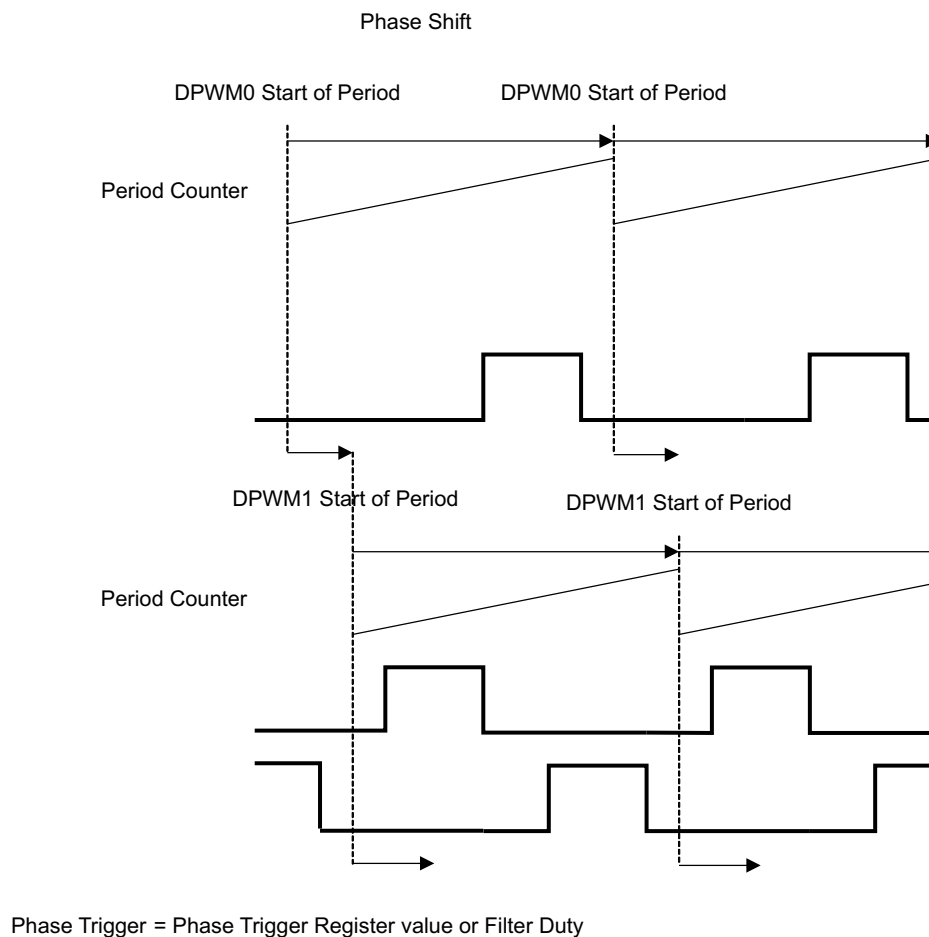 Phase Shift
DPWM0 Start of Period
DPWM0 Start of Period
Period Counter
DPWM1 Start of Period
DPWM1 Start of Period
Period Counter
Phase Trigger = Phase Trigger Register value or Filter Duty